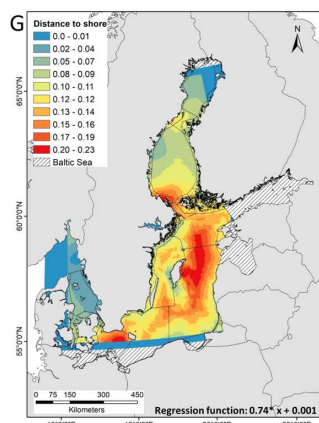 G
Distance to shore
0.0 - 0.01
0.02 - 0.04
0.05 - 0.07
0.08 - 0.09
0.10 - 0.11
0.12 - 0.12
0.13 - 0.14
0.15 - 0.16
0.17 - 0.19
0.20 - 0.23
Baltic Sea
N
65°0'0"N
60°0'0"N
55°0'0"N
0 75 150 300 450
Kilometers
Regression function: 0.74* x + 0.001